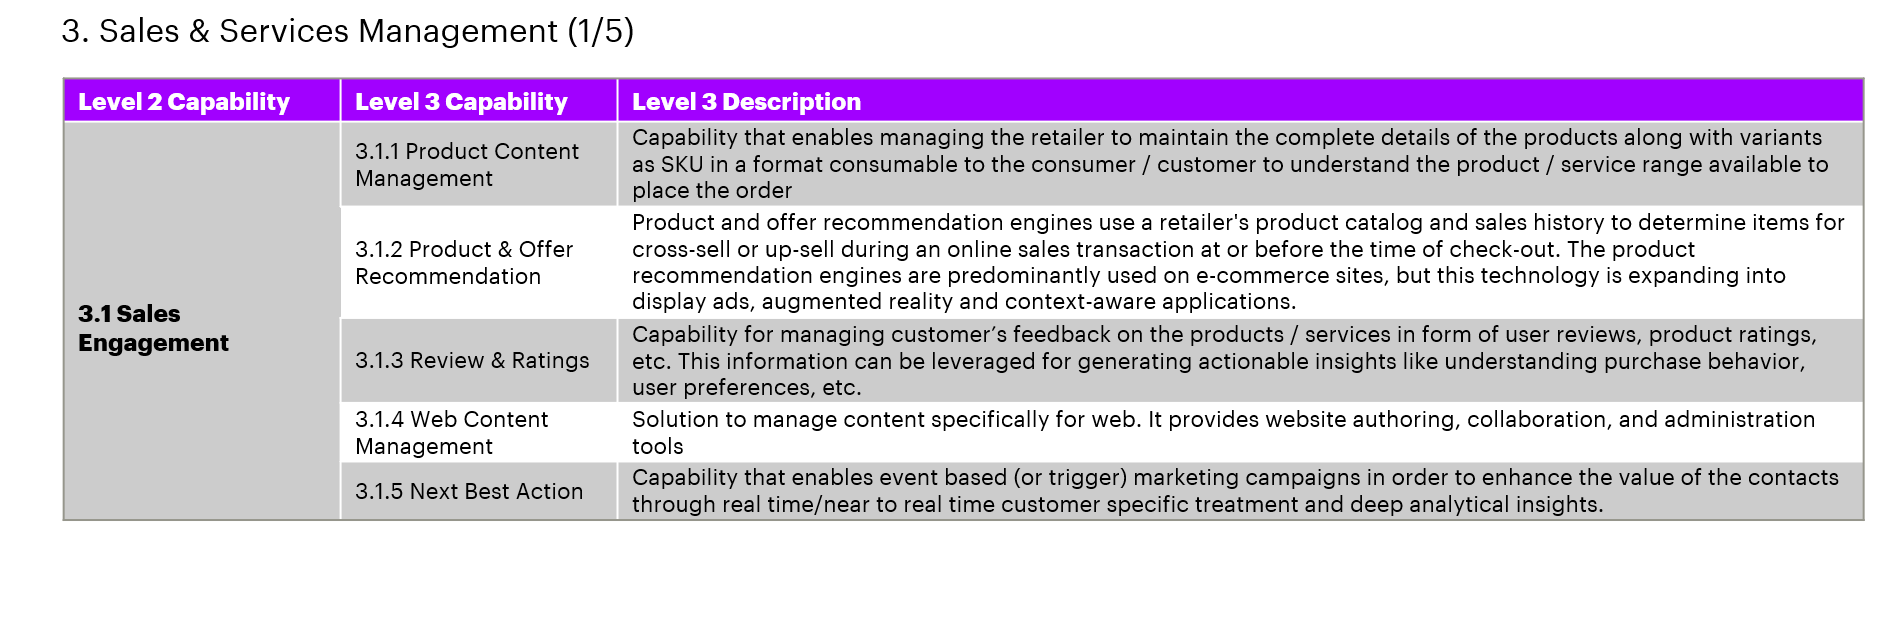 3. Sales & Services Management (1/5)
Level 2 Capability
Level 3 Capability
Level 3 Description
3.1 Sales
Engagement
3.1.1 Product Content
Management
Capability that enables managing the retailer to maintain the complete details of the products along with variants
as SKU in a format consumable to the consumer / customer to understand the product / service range available to
place the order
3.1.2 Product & Offer
Recommendation
Product and offer recommendation engines use a retailer's product catalog and sales history to determine items for
cross-sell or up-sell during an online sales transaction at or before the time of check-out. The product
recommendation engines are predominantly used on e-commerce sites, but this technology is expanding into
display ads, augmented reality and context-aware applications.
3.1.3 Review & Ratings
Capability for managing customer’s feedback on the products / services in form of user reviews, product ratings,
etc. This information can be leveraged for generating actionable insights like understanding purchase behavior,
user preferences, etc.
3.1.4 Web Content
Management
Solution to manage content specifically for web. It provides website authoring, collaboration, and administration
tools
3.1.5 Next Best Action
Capability that enables event based (or trigger) marketing campaigns in order to enhance the value of the contacts
through real time/near to real time customer specific treatment and deep analytical insights.